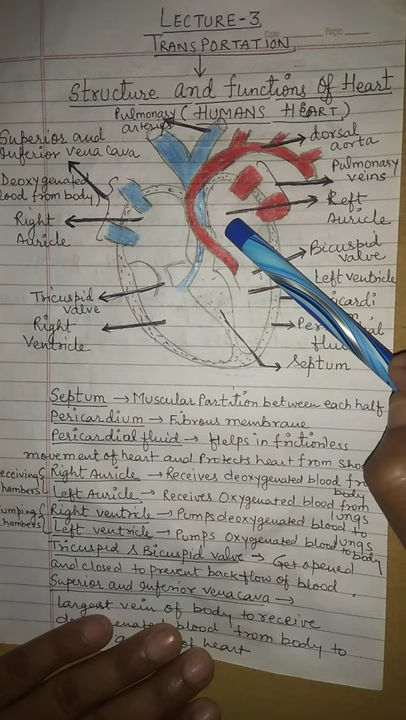 LECTURE-3
Date: Page:
TRANSPORTATION
Structure and functions of Heart
(HUMANS HEART)
Pulmonary
arteries
dorsal
aorta
Superior and
Inferior vena cava
Pulmonary
veins
Deoxygenated
blood from body
Left
Auricle
Right
Auricle
Bicuspid
valve
Left ventricle
Tricuspid
valve
Right
Ventricle
Septum
Septum → Muscular Partition between each half
Pericardium → Fibrous membrane
Pericardial fluid → Helps in frictionless
movement of heart and Protects heart from
Right Auricle → Receives deoxygenated blood
body
Left Auricle → Receives Oxygenated blood from
lungs
Right ventricle → Pumps deoxygenated blood to
lungs
Left ventricle → Pumps Oxygenated blood to body
receiving
chambers
Pumping
chambers
Tricuspid & Bicuspid valve → Get opened
and closed to prevent backflow of blood
Superior and inferior vena cava →
Largest vein of body to receive
blood from body to
of heart